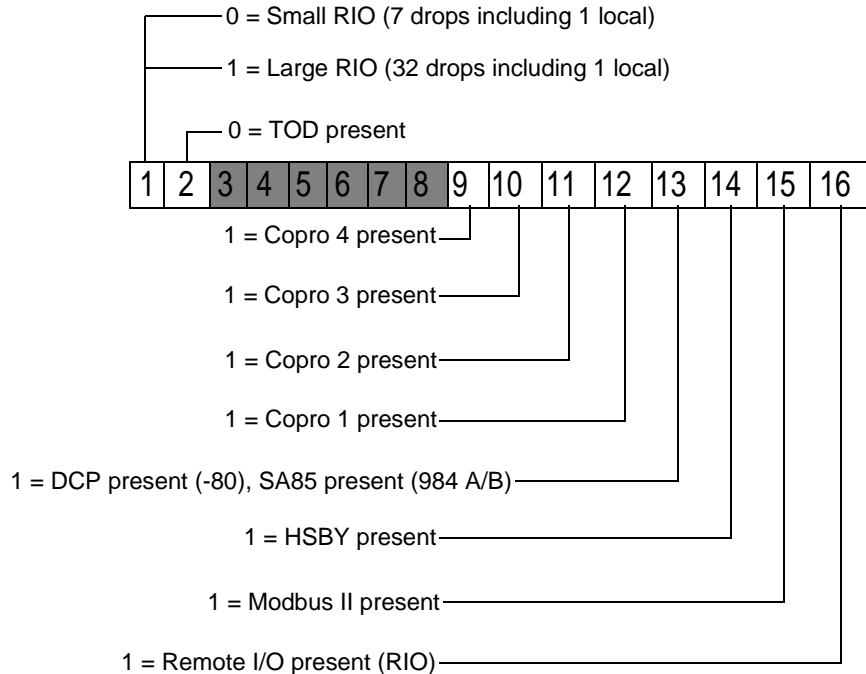 0 = Small RIO (7 drops including 1 local)
1 = Large RIO (32 drops including 1 local)
0 = TOD present
1 2 3 4 5 6 7 8 9 10 11 12 13 14 15 16
1 = Copro 4 present
1 = Copro 3 present
1 = Copro 2 present
1 = Copro 1 present
1 = DCP present (-80), SA85 present (984 A/B)
1 = HSBY present
1 = Modbus II present
1 = Remote I/O present (RIO)